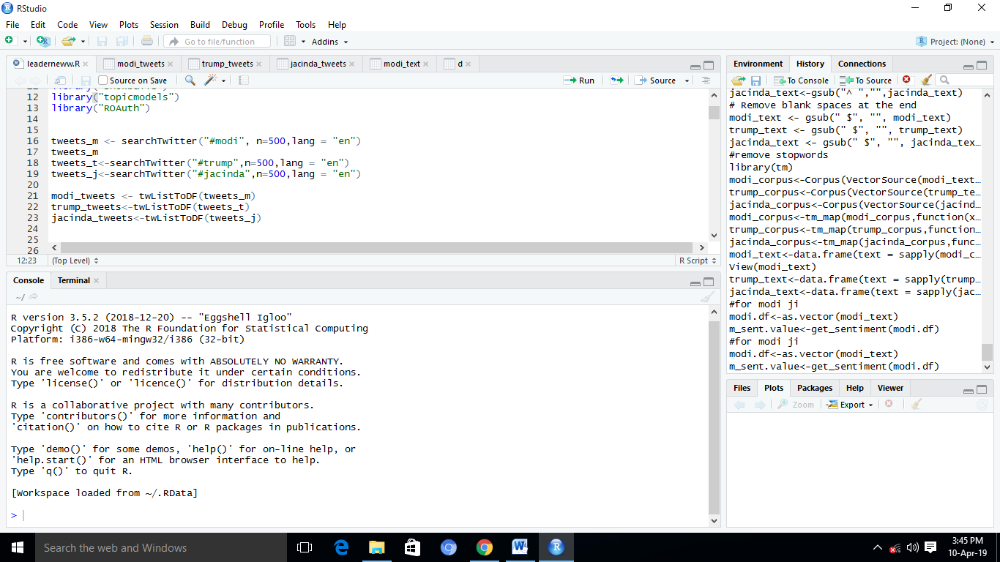 RStudio
File Edit Code View Plots Session Build Debug Profile Tools Help
Go to file/function Addins Project: (None)
leaderneww.R modi_tweets trump_tweets jacinda_tweets modi_text d
Source on Save Run Source
12 library("topicmodels")
13 library("ROAuth")
14
15
16 tweets_m <- searchTwitter("#modi", n=500,lang = "en")
17 tweets_m
18 tweets_t<-searchTwitter("#trump",n=500,lang = "en")
19 tweets_j<-searchTwitter("#jacinda",n=500,lang = "en")
20
21 modi_tweets <- twListToDF(tweets_m)
22 trump_tweets<-twListToDF(tweets_t)
23 jacinda_tweets<-twListToDF(tweets_j)
24
25
26
12:23 (Top Level) R Script
Console Terminal
~/
R version 3.5.2 (2018-12-20) -- "Eggshell Igloo"
Copyright (C) 2018 The R Foundation for Statistical Computing
Platform: i386-w64-mingw32/i386 (32-bit)
R is free software and comes with ABSOLUTELY NO WARRANTY.
You are welcome to redistribute it under certain conditions.
Type 'license()' or 'licence()' for distribution details.
R is a collaborative project with many contributors.
Type 'contributors()' for more information and
'citation()' on how to cite R or R packages in publications.
Type 'demo()' for some demos, 'help()' for on-line help, or
'help.start()' for an HTML browser interface to help.
Type 'q()' to quit R.
[Workspace loaded from ~/.RData]
>
Environment History Connections
To Console To Source
jacinda_text<-gsub("^ ","",jacinda_text)
# Remove blank spaces at the end
modi_text <- gsub(" $", "", modi_text)
trump_text <- gsub(" $", "", trump_text)
jacinda_text <- gsub(" $", "", jacinda_tex…
#remove stopwords
library(tm)
modi_corpus<-Corpus(VectorSource(modi_text…
trump_corpus<-Corpus(VectorSource(trump_te…
jacinda_corpus<-Corpus(VectorSource(jacind…
modi_corpus<-tm_map(modi_corpus,function(x…
trump_corpus<-tm_map(trump_corpus,function…
jacinda_corpus<-tm_map(jacinda_corpus,func…
modi_text<-data.frame(text = sapply(modi_c…
View(modi_text)
trump_text<-data.frame(text = sapply(trump…
jacinda_text<-data.frame(text = sapply(jac…
#for modi ji
modi.df<-as.vector(modi_text)
m_sent.value<-get_sentiment(modi.df)
#for modi ji
modi.df<-as.vector(modi_text)
m_sent.value<-get_sentiment(modi.df)
Files Plots Packages Help Viewer
Zoom Export
Search the web and Windows
3:45 PM
10-Apr-19